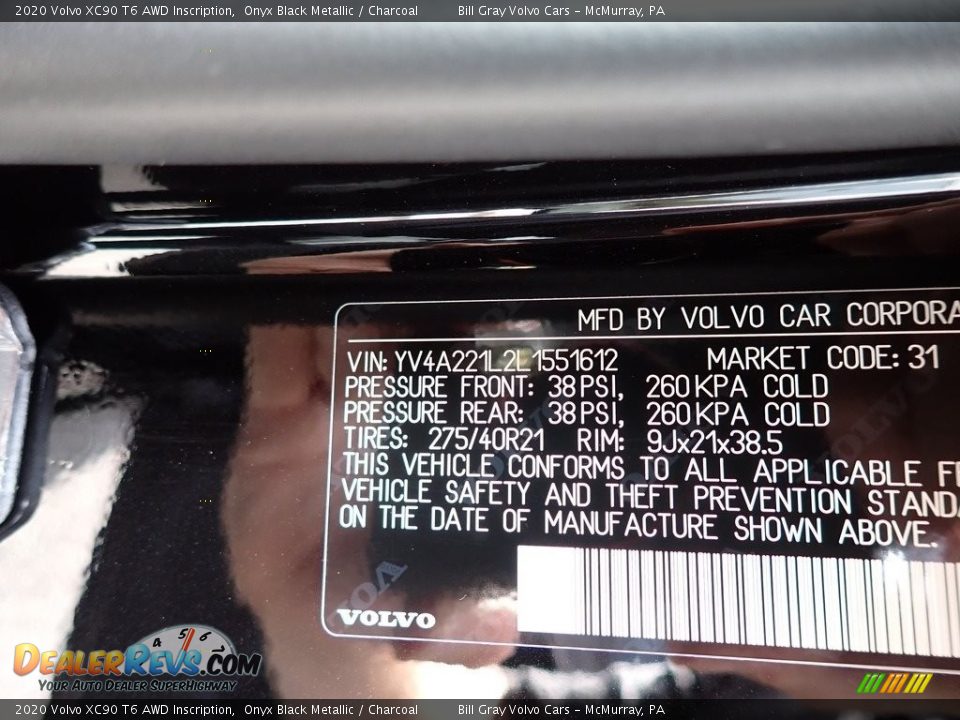 2020 Volvo XC90 T6 AWD Inscription, Onyx Black Metallic / Charcoal Bill Gray Volvo Cars – McMurray, PA
MFD BY VOLVO CAR CORPORA
VIN: YV4A221L2L1551612 MARKET CODE: 31
PRESSURE FRONT: 38 PSI, 260 KPA COLD
PRESSURE REAR: 38 PSI, 260 KPA COLD
TIRES: 275/40R21 RIM: 9Jx21x38.5
THIS VEHICLE CONFORMS TO ALL APPLICABLE F
VEHICLE SAFETY AND THEFT PREVENTION STANDA
ON THE DATE OF MANUFACTURE SHOWN ABOVE.
VOLVO
4 5 6
DEALERREVS.COM
YOUR AUTO DEALER SUPERHIGHWAY
2020 Volvo XC90 T6 AWD Inscription, Onyx Black Metallic / Charcoal Bill Gray Volvo Cars – McMurray, PA